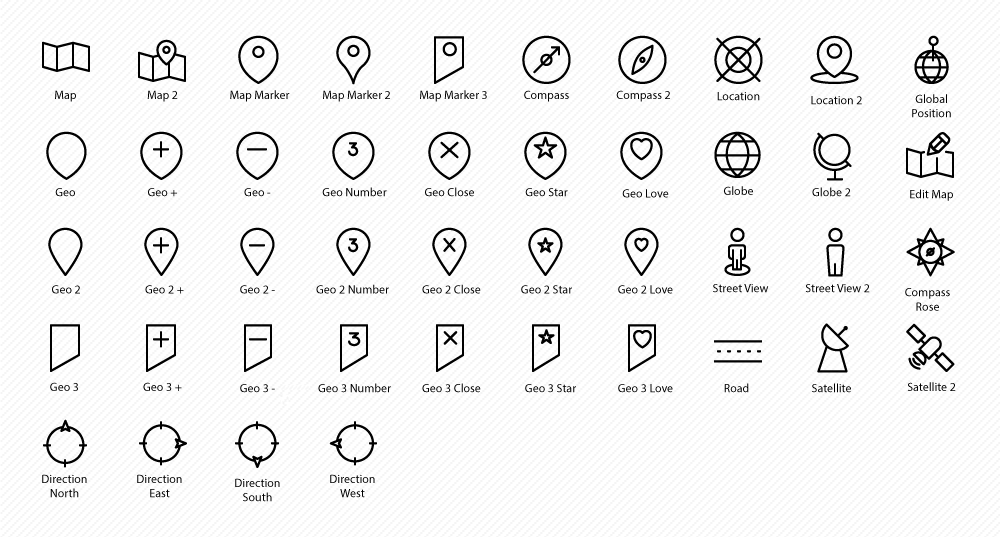 Map
Map 2
Map Marker
Map Marker 2
Map Marker 3
Compass
Compass 2
Location
Location 2
Global
Position
3
Geo
Geo +
Geo -
Geo Number
Geo Close
Geo Star
Geo Love
Globe
Globe 2
Edit Map
3
Geo 2
Geo 2 +
Geo 2 -
Geo 2 Number
Geo 2 Close
Geo 2 Star
Geo 2 Love
Street View
Street View 2
Compass
Rose
3
Geo 3
Geo 3 +
Geo 3 -
Geo 3 Number
Geo 3 Close
Geo 3 Star
Geo 3 Love
Road
Satellite
Satellite 2
Direction
North
Direction
East
Direction
South
Direction
West